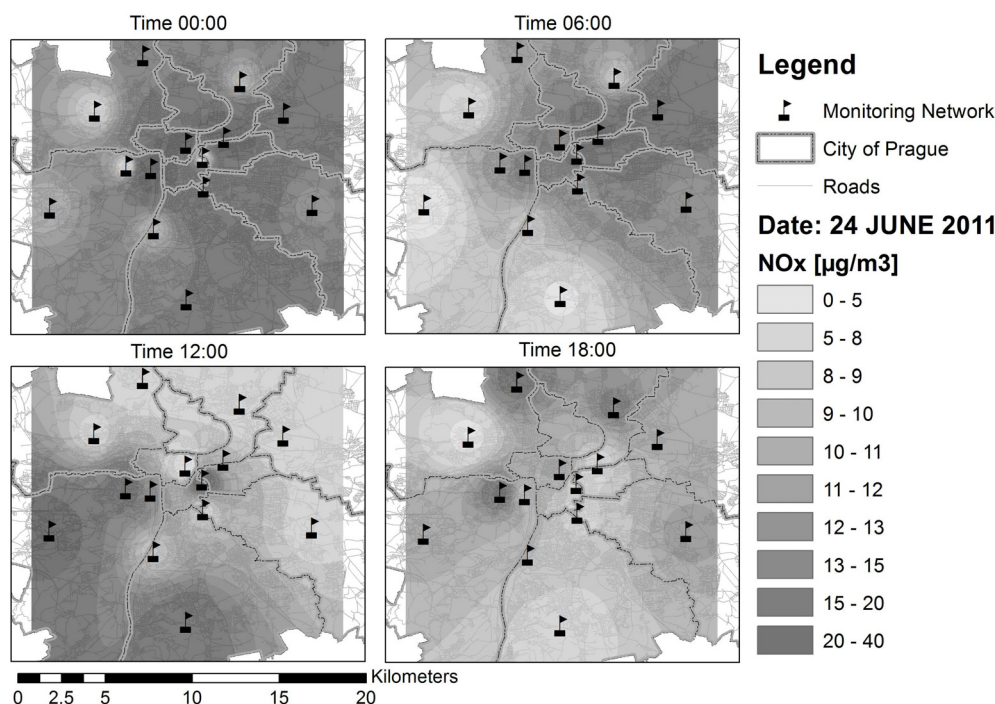 Time 00:00
Time 06:00
Time 12:00
Time 18:00
Legend
Monitoring Network
City of Prague
Roads
Date: 24 JUNE 2011
NOx [µg/m3]
0 - 5
5 - 8
8 - 9
9 - 10
10 - 11
11 - 12
12 - 13
13 - 15
15 - 20
20 - 40
Kilometers
0 2.5 5 10 15 20